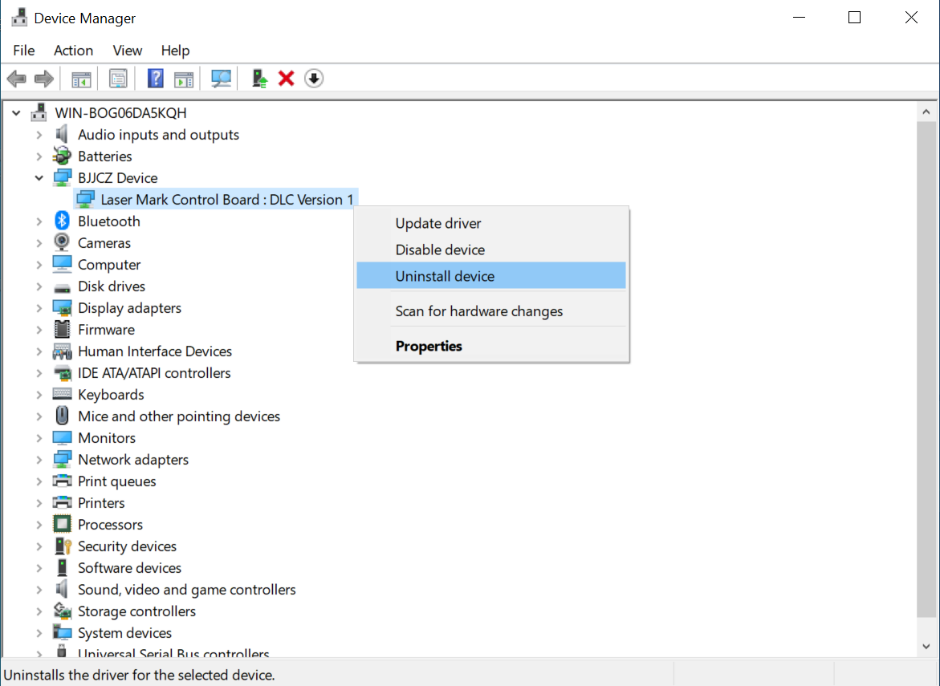 Device Manager
File Action View Help
WIN-BOG06DA5KQH
Audio inputs and outputs
Batteries
BJJCZ Device
Laser Mark Control Board : DLC Version 1
Bluetooth
Cameras
Computer
Disk drives
Display adapters
Firmware
Human Interface Devices
IDE ATA/ATAPI controllers
Keyboards
Mice and other pointing devices
Monitors
Network adapters
Print queues
Printers
Processors
Security devices
Software devices
Sound, video and game controllers
Storage controllers
System devices
Universal Serial Bus controllers
Update driver
Disable device
Uninstall device
Scan for hardware changes
Properties
Uninstalls the driver for the selected device.